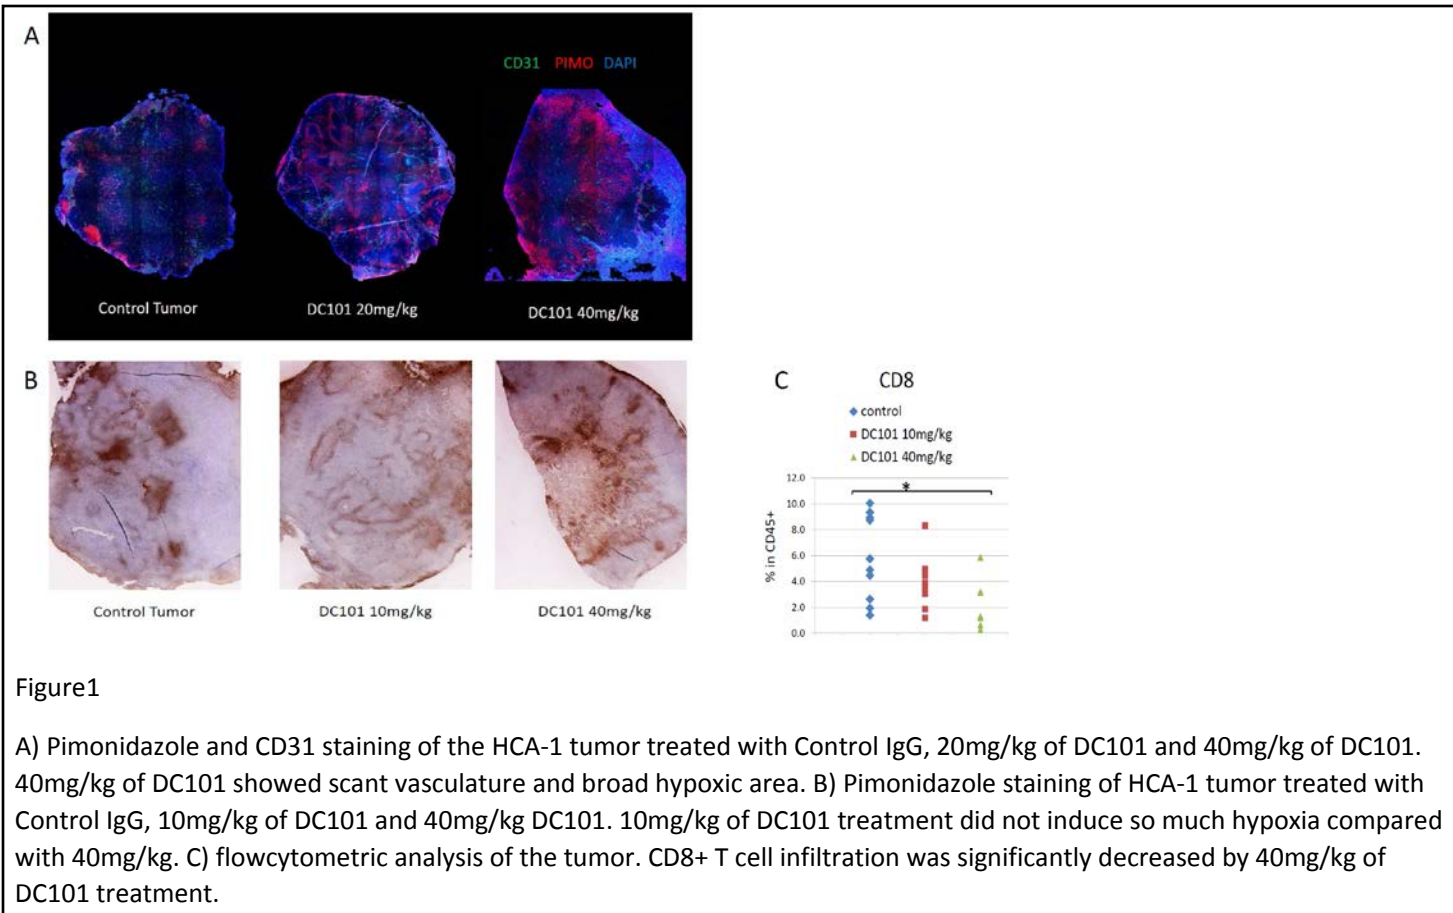 A
CD31 PIMO DAPI
Control Tumor
DC101 20mg/kg
DC101 40mg/kg
B
Control Tumor
DC101 10mg/kg
DC101 40mg/kg
C
CD8
control
DC101 10mg/kg
DC101 40mg/kg
% in CD45+
12.0
10.0
8.0
6.0
4.0
2.0
0.0
*
Figure1
A) Pimonidazole and CD31 staining of the HCA-1 tumor treated with Control IgG, 20mg/kg of DC101 and 40mg/kg of DC101.
40mg/kg of DC101 showed scant vasculature and broad hypoxic area. B) Pimonidazole staining of HCA-1 tumor treated with
Control IgG, 10mg/kg of DC101 and 40mg/kg DC101. 10mg/kg of DC101 treatment did not induce so much hypoxia compared
with 40mg/kg. C) flowcytometric analysis of the tumor. CD8+ T cell infiltration was significantly decreased by 40mg/kg of
DC101 treatment.